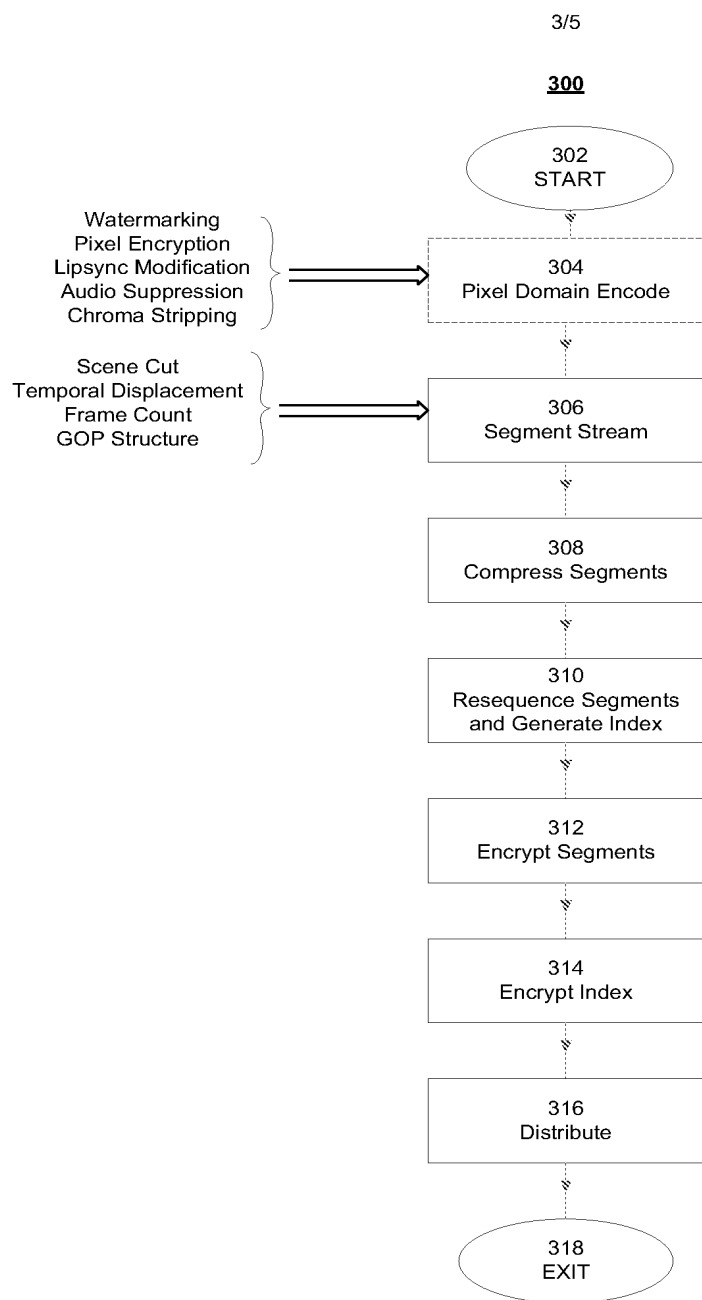 3/5
300
302
START
Watermarking
Pixel Encryption
Lipsync Modification
Audio Suppression
Chroma Stripping
304
Pixel Domain Encode
Scene Cut
Temporal Displacement
Frame Count
GOP Structure
306
Segment Stream
308
Compress Segments
310
Resequence Segments
and Generate Index
312
Encrypt Segments
314
Encrypt Index
316
Distribute
318
EXIT